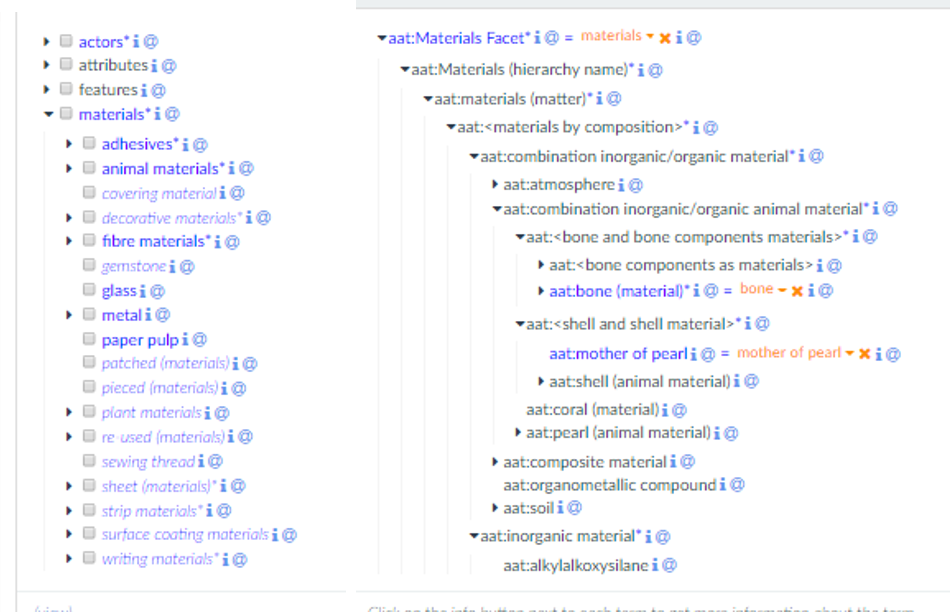 actors* i @
attributes i @
features i @
materials* i @
adhesives* i @
animal materials* i @
covering material i @
decorative materials* i @
fibre materials* i @
gemstone i @
glass i @
metal i @
paper pulp i @
patched (materials) i @
pieced (materials) i @
plant materials i @
re-used (materials) i @
sewing thread i @
sheet (materials)* i @
strip materials* i @
surface coating materials i @
writing materials* i @
aat:Materials Facet* i @ = materials i @
aat:Materials (hierarchy name)* i @
aat:materials (matter)* i @
aat:<materials by composition>* i @
aat:combination inorganic/organic material* i @
aat:atmosphere i @
aat:combination inorganic/organic animal material* i @
aat:<bone and bone components materials>* i @
aat:<bone components as materials> i @
aat:bone (material)* i @ = bone i @
aat:<shell and shell material>* i @
aat:mother of pearl i @ = mother of pearl i @
aat:shell (animal material) i @
aat:coral (material) i @
aat:pearl (animal material) i @
aat:composite material i @
aat:organometallic compound i @
aat:soil i @
aat:inorganic material* i @
aat:alkylalkoxysilane i @
Click on the info button next to each term to get more information about the term